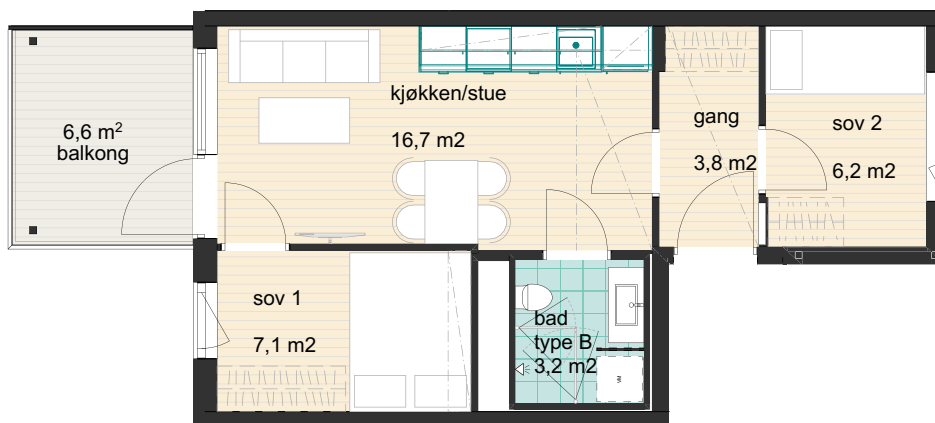 kjøkken/stue
16,7 m2
gang
3,8 m2
sov 2
6,2 m2
6,6 m²
balkong
sov 1
7,1 m2
bad
type B
3,2 m2
VM